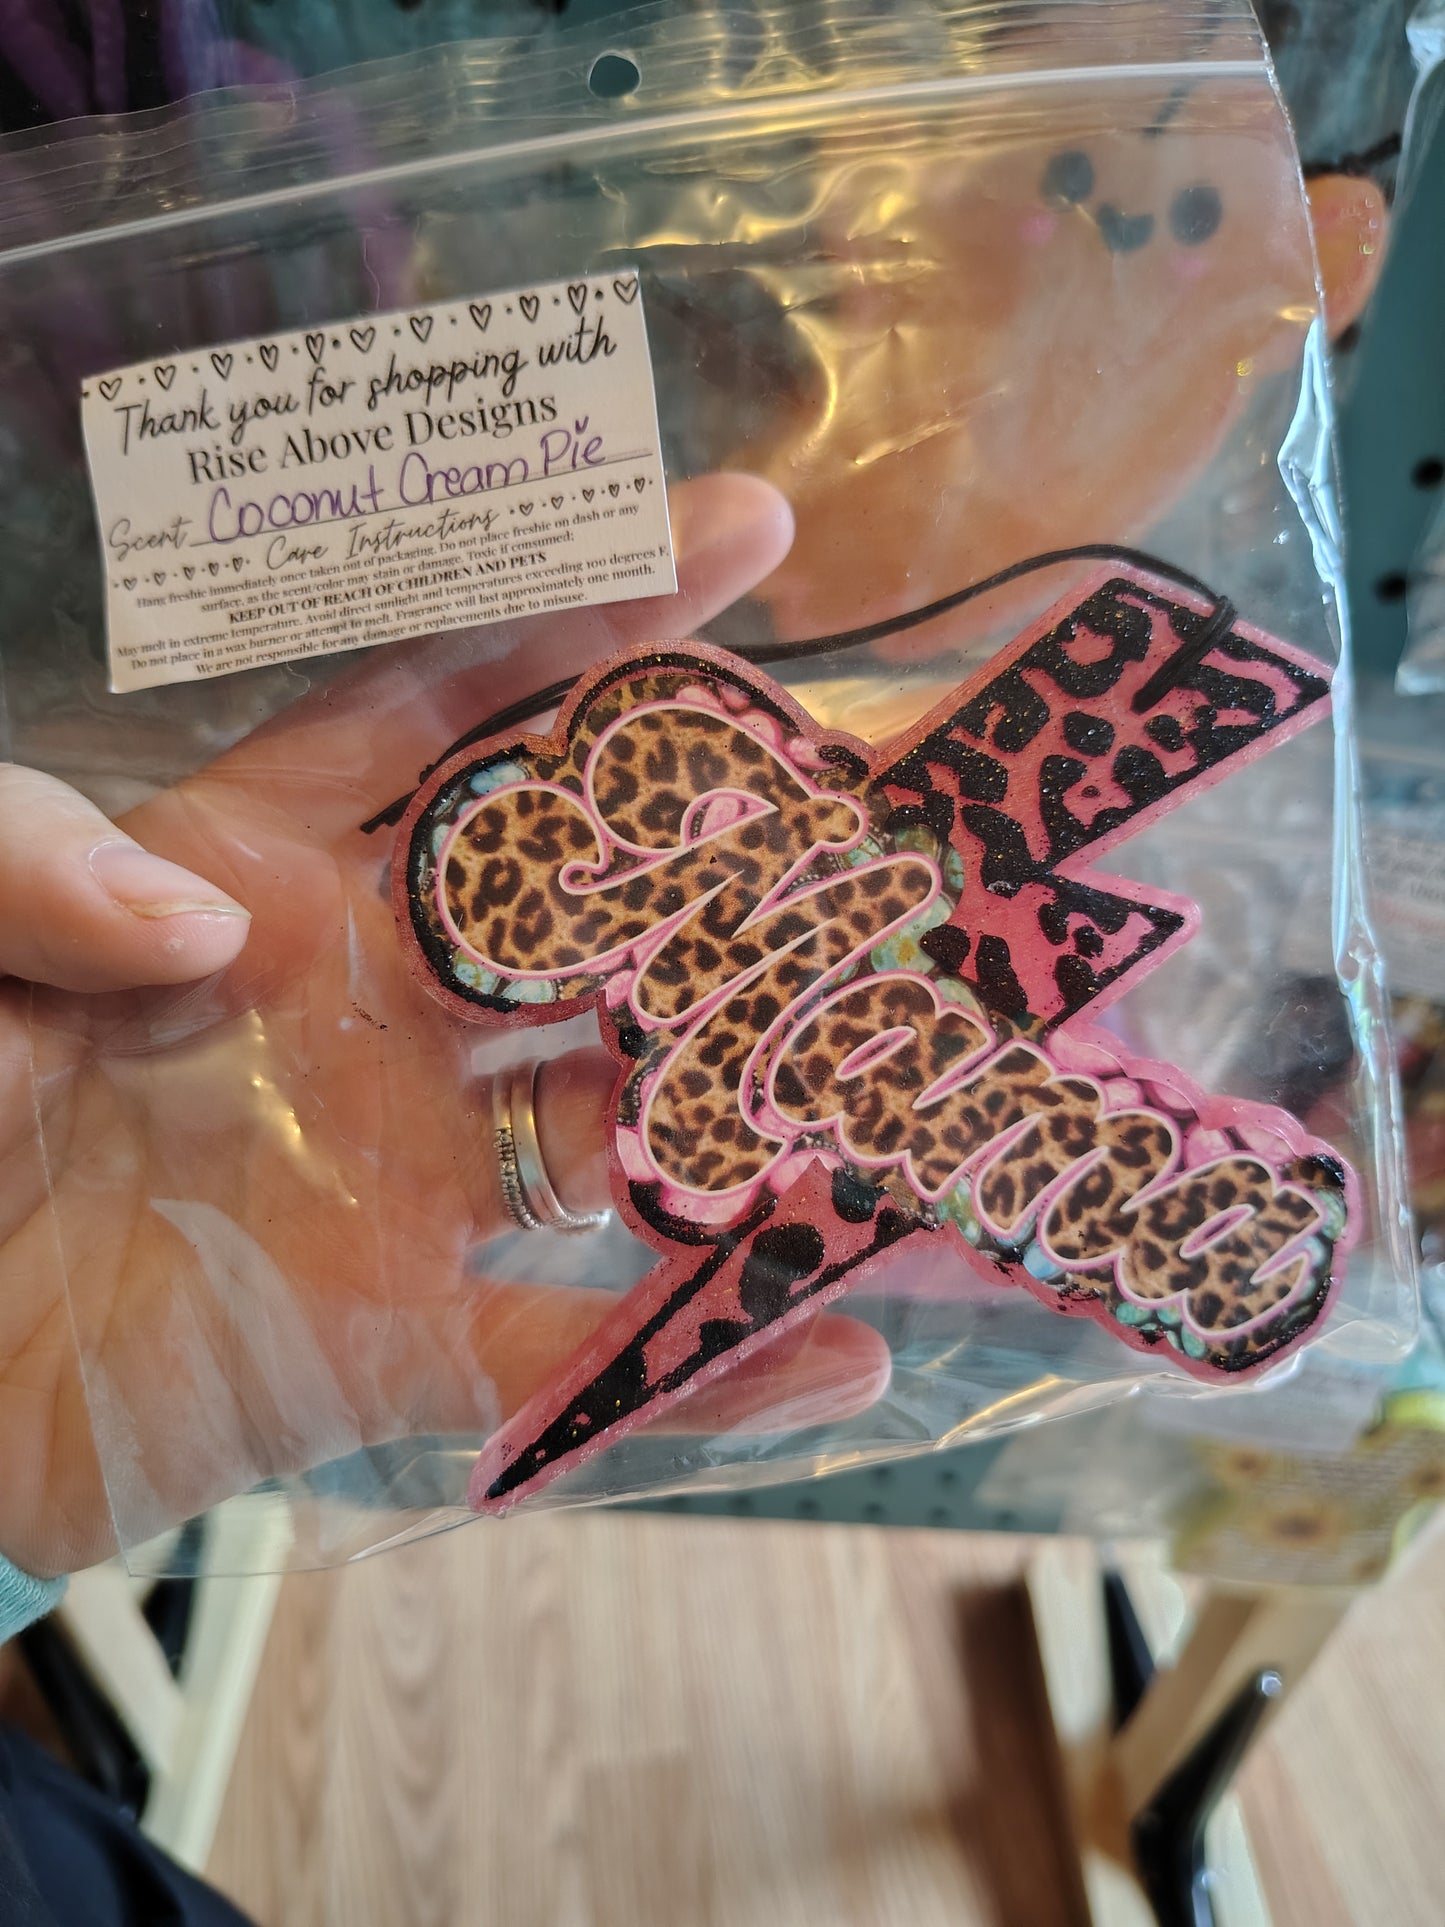 Thank you for shopping with
Rise Above Designs
Scent Coconut Cream Pie
Care Instructions
Hang freshie immediately once taken out of packaging. Do not place freshie on dash or any
surface, as the scent/color may stain or damage. Toxic if consumed;
KEEP OUT OF REACH OF CHILDREN AND PETS
May melt in extreme temperature. Avoid direct sunlight and temperatures exceeding 100 degrees F.
Do not place in a wax burner or attempt to melt. Fragrance will last approximately one month.
We are not responsible for any damage or replacements due to misuse.
Mama